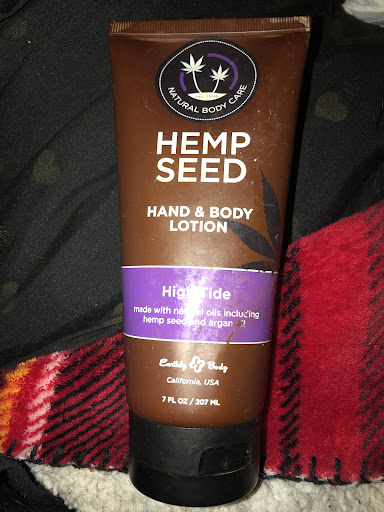 NATURAL BODY CARE
HEMP
SEED
HAND & BODY
LOTION
High Tide
made with natural oils including
hemp seed and argan oil
Earthly Body
California, USA
7 FL OZ / 207 ML